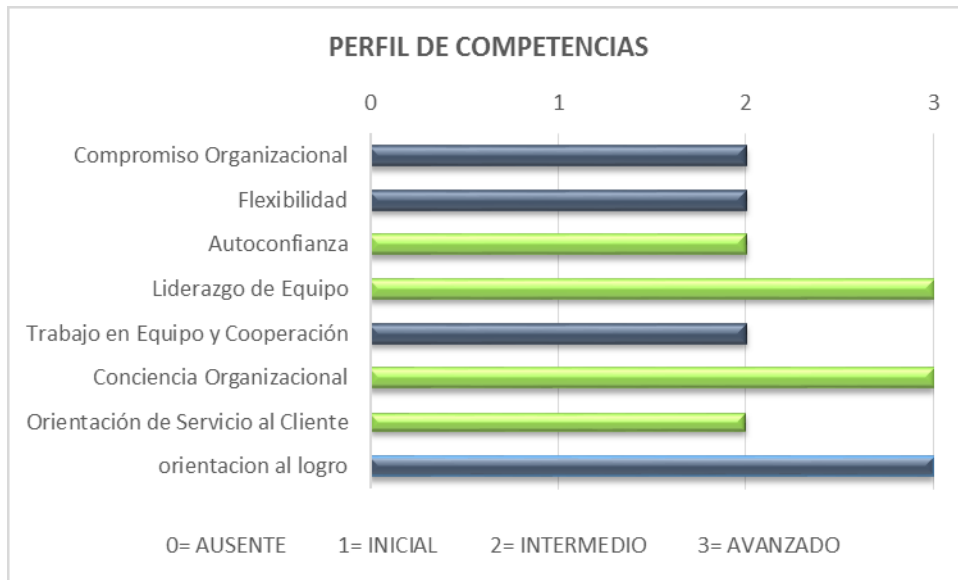 PERFIL DE COMPETENCIAS
0 1 2 3
Compromiso Organizacional
Flexibilidad
Autoconfianza
Liderazgo de Equipo
Trabajo en Equipo y Cooperación
Conciencia Organizacional
Orientación de Servicio al Cliente
orientacion al logro
0= AUSENTE 1= INICIAL 2= INTERMEDIO 3= AVANZADO